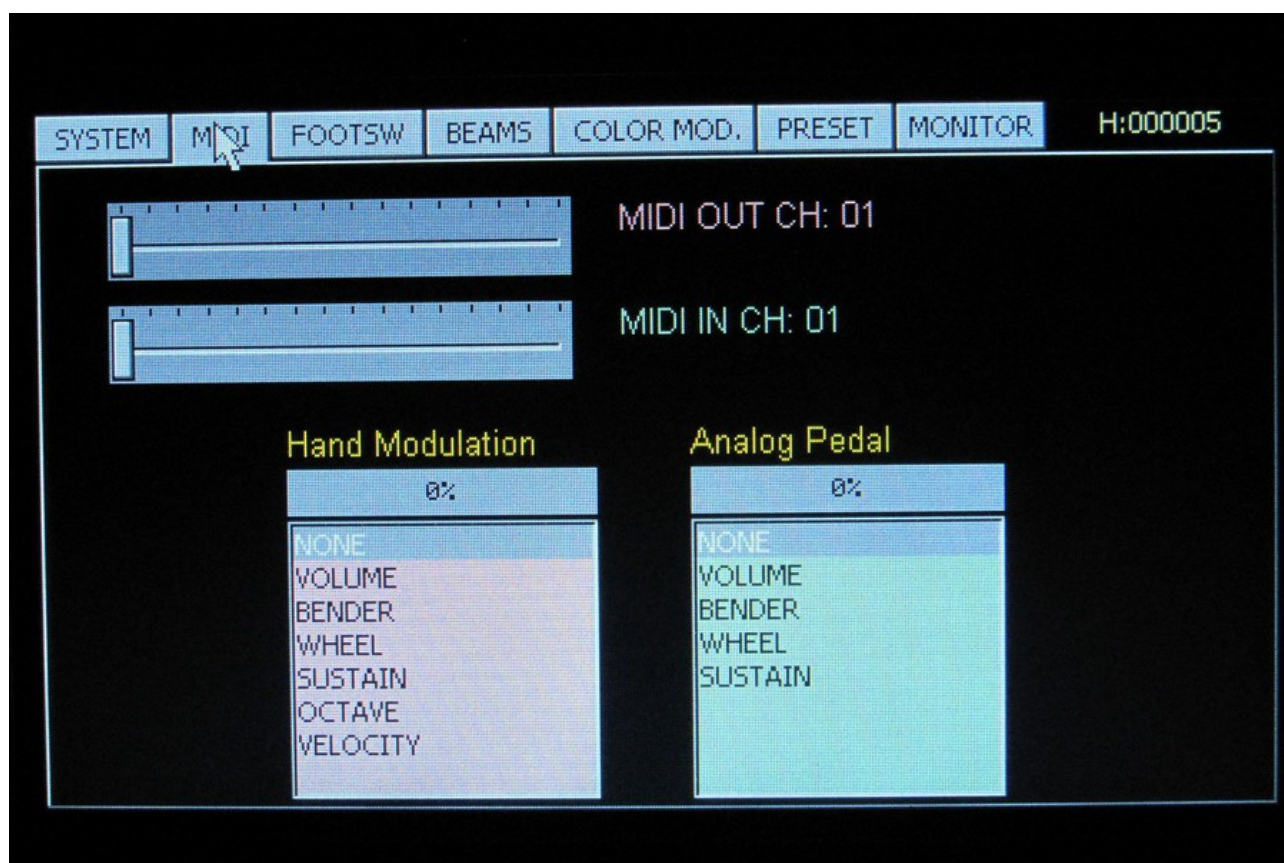 SYSTEM MIDI FOOTSW BEAMS COLOR MOD. PRESET MONITOR H:000005
MIDI OUT CH: 01
MIDI IN CH: 01
Hand Modulation
0%
NONE
VOLUME
BENDER
WHEEL
SUSTAIN
OCTAVE
VELOCITY
Analog Pedal
0%
NONE
VOLUME
BENDER
WHEEL
SUSTAIN